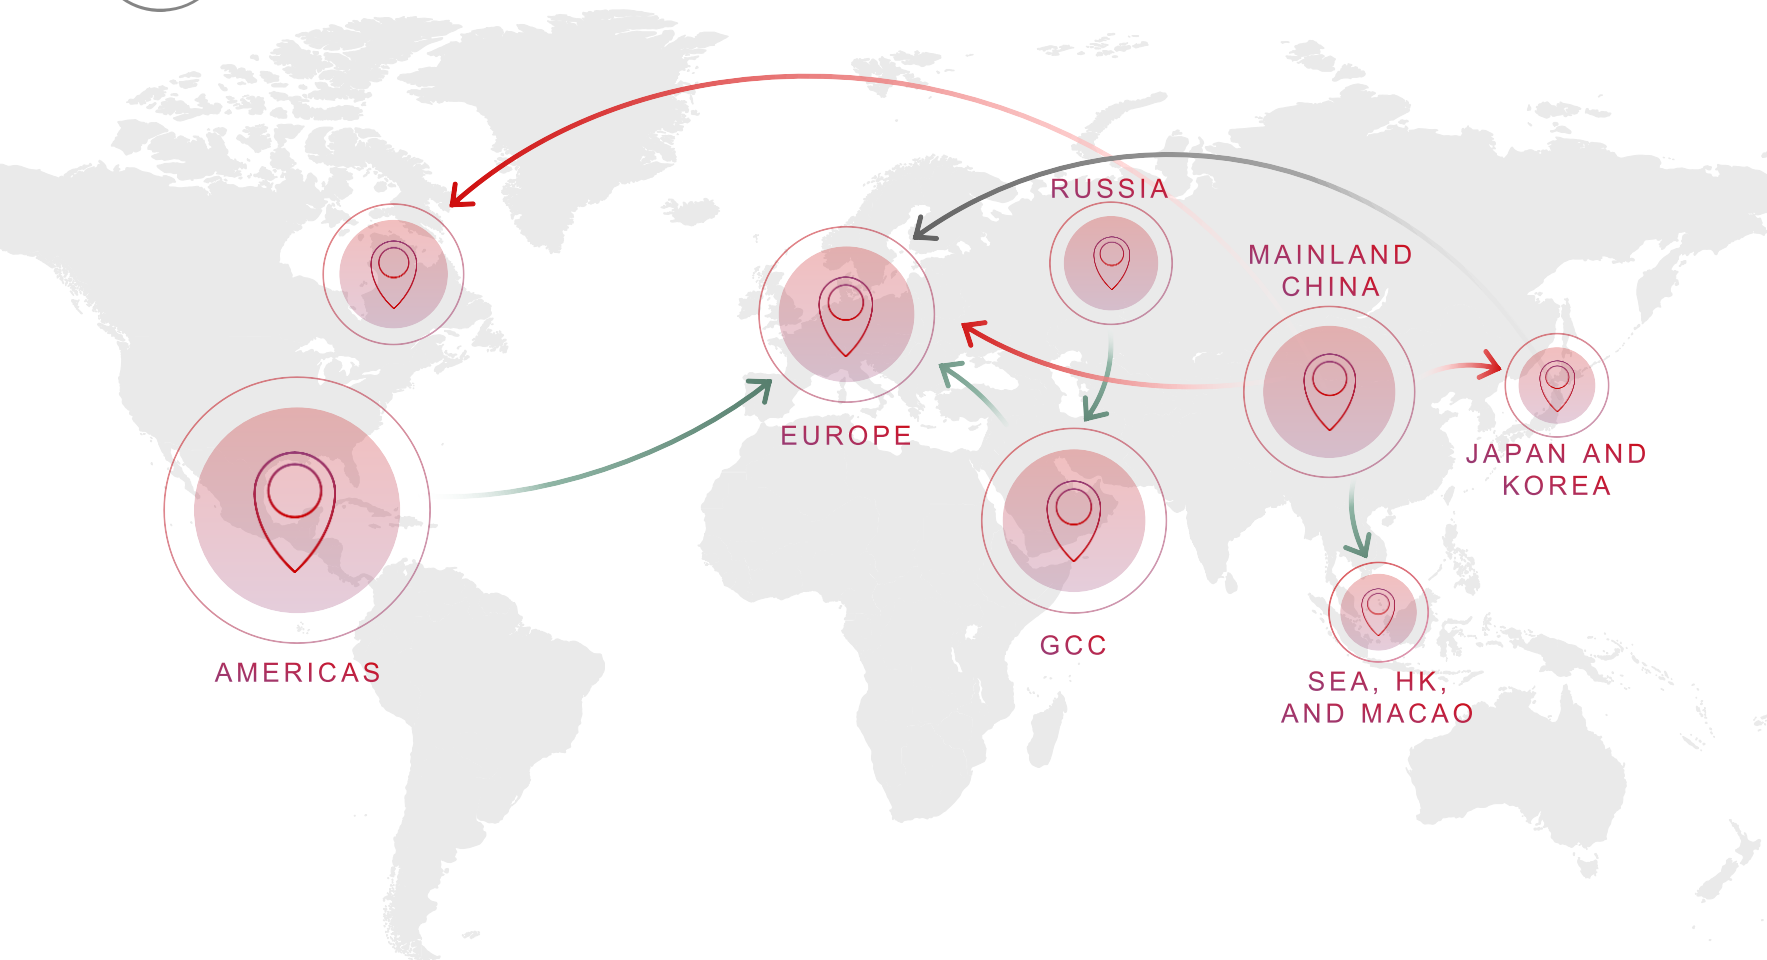 RUSSIA
MAINLAND
CHINA
EUROPE
JAPAN AND
KOREA
GCC
AMERICAS
SEA, HK,
AND MACAO